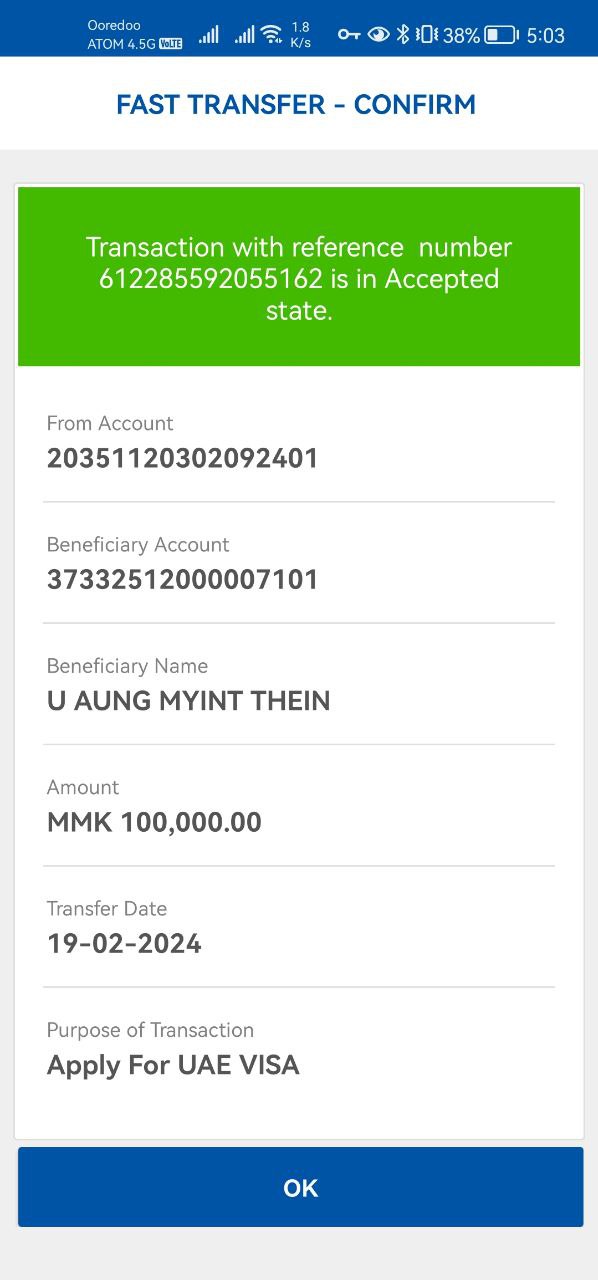 Ooredoo
ATOM 4.5G VoLTE
1.8
K/s
38%
5:03
FAST TRANSFER - CONFIRM
Transaction with reference number
612285592055162 is in Accepted
state.
From Account
20351120302092401
Beneficiary Account
37332512000007101
Beneficiary Name
U AUNG MYINT THEIN
Amount
MMK 100,000.00
Transfer Date
19-02-2024
Purpose of Transaction
Apply For UAE VISA
OK